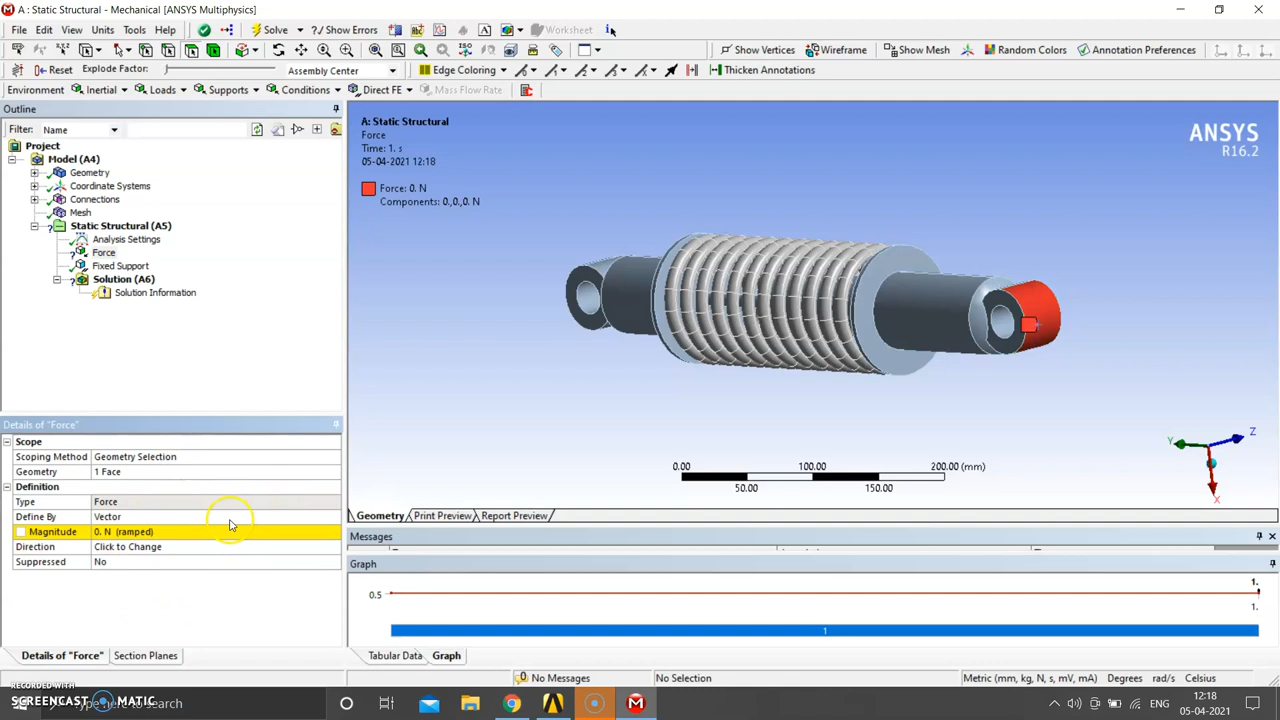 A : Static Structural - Mechanical [ANSYS Multiphysics]
File Edit View Units Tools Help Solve ?/ Show Errors Worksheet
Show Vertices Wireframe Show Mesh Random Colors Annotation Preferences
Reset Explode Factor: Assembly Center Edge Coloring Thicken Annotations
Environment Inertial Loads Supports Conditions Direct FE Mass Flow Rate
Outline
Filter: Name
Project
Model (A4)
Geometry
Coordinate Systems
Connections
Mesh
Static Structural (A5)
Analysis Settings
Force
Fixed Support
Solution (A6)
Solution Information
Details of "Force"
Scope
Scoping Method Geometry Selection
Geometry 1 Face
Definition
Type Force
Define By Vector
Magnitude 0. N (ramped)
Direction Click to Change
Suppressed No
Details of "Force" Section Planes
A: Static Structural
Force
Time: 1. s
05-04-2021 12:18
Force: 0. N
Components: 0.,0.,0. N
ANSYS
R16.2
Y Z
X
0.00 100.00 200.00 (mm)
50.00 150.00
Geometry Print Preview Report Preview
Messages
Graph
1.
0.5
1.
1
Tabular Data Graph
No Messages No Selection Metric (mm, kg, N, s, mV, mA) Degrees rad/s Celsius
RECORDED WITH
SCREENCAST MATIC
Type here to search
12:18
05-04-2021